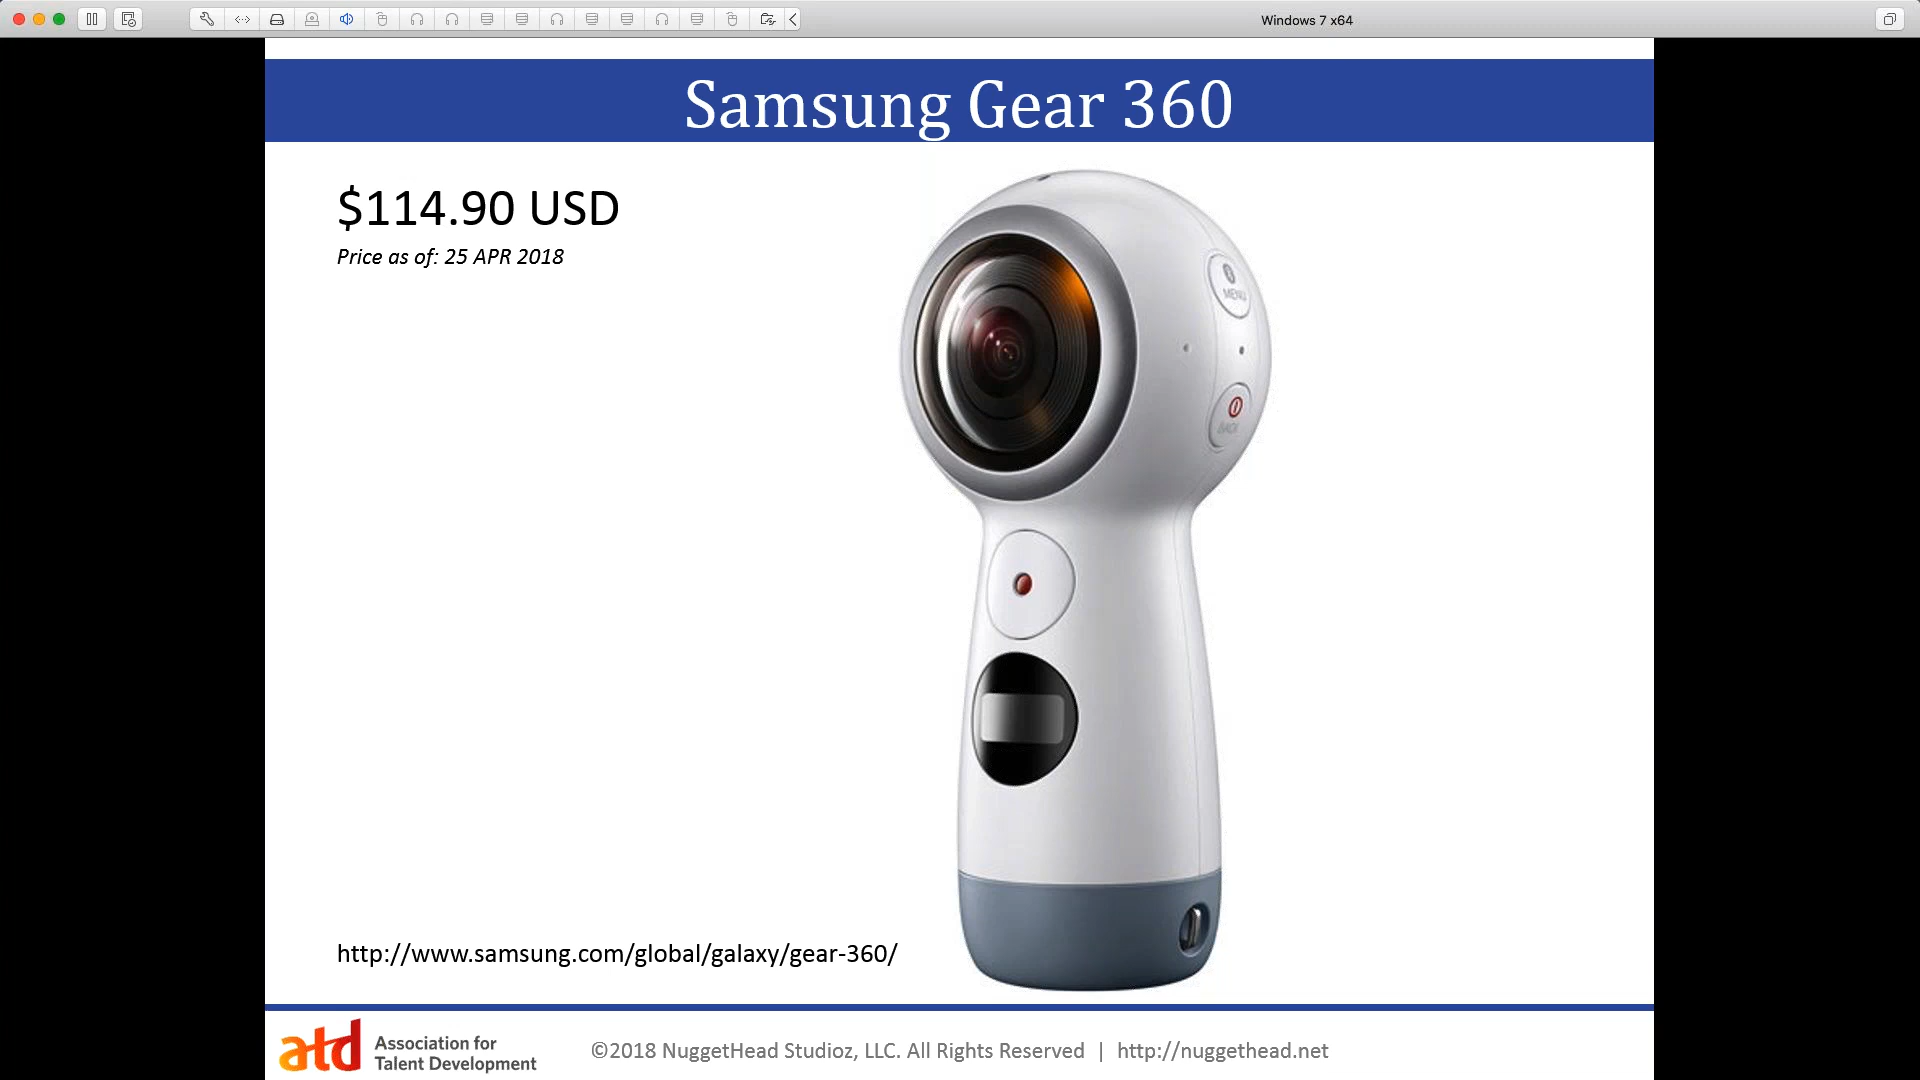 Windows 7 x64
Samsung Gear 360
$114.90 USD
Price as of: 25 APR 2018
MENU
BACK
http://www.samsung.com/global/galaxy/gear-360/
atd
Association for
Talent Development
©2018 NuggetHead Studioz, LLC. All Rights Reserved | http://nuggethead.net